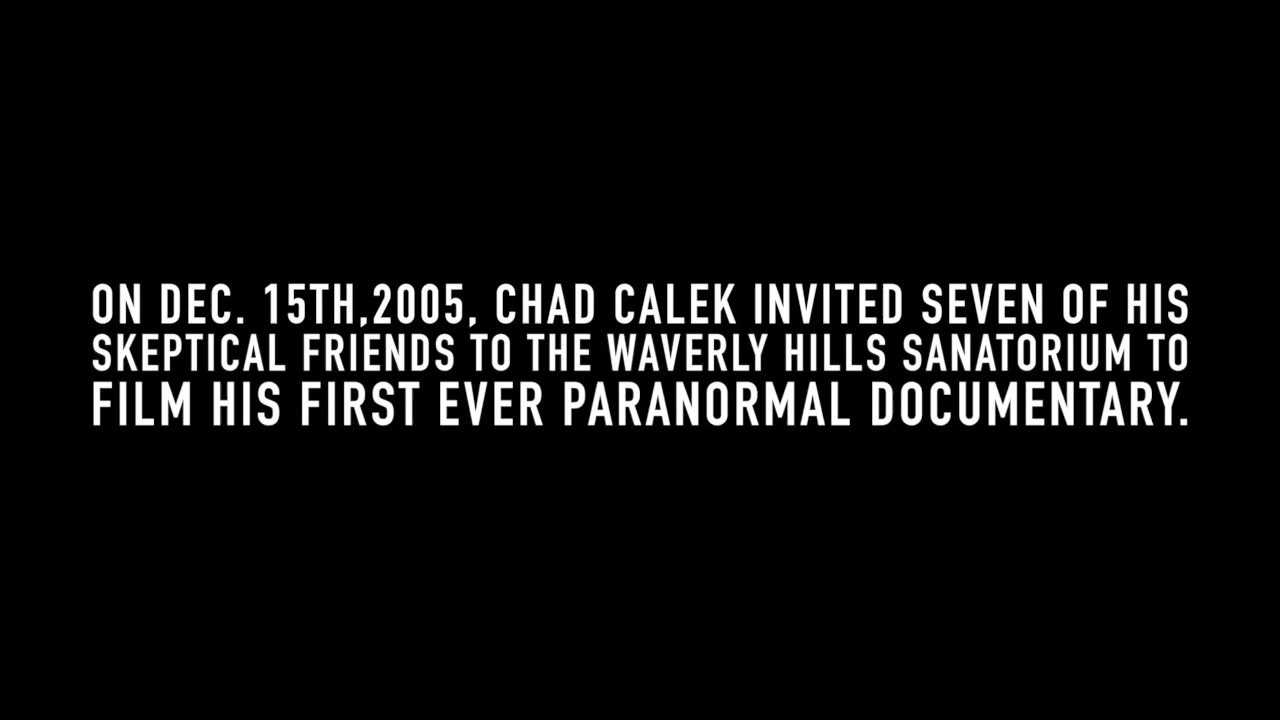 ON DEC. 15TH,2005, CHAD CALEK INVITED SEVEN OF HIS
SKEPTICAL FRIENDS TO THE WAVERLY HILLS SANATORIUM TO
FILM HIS FIRST EVER PARANORMAL DOCUMENTARY.